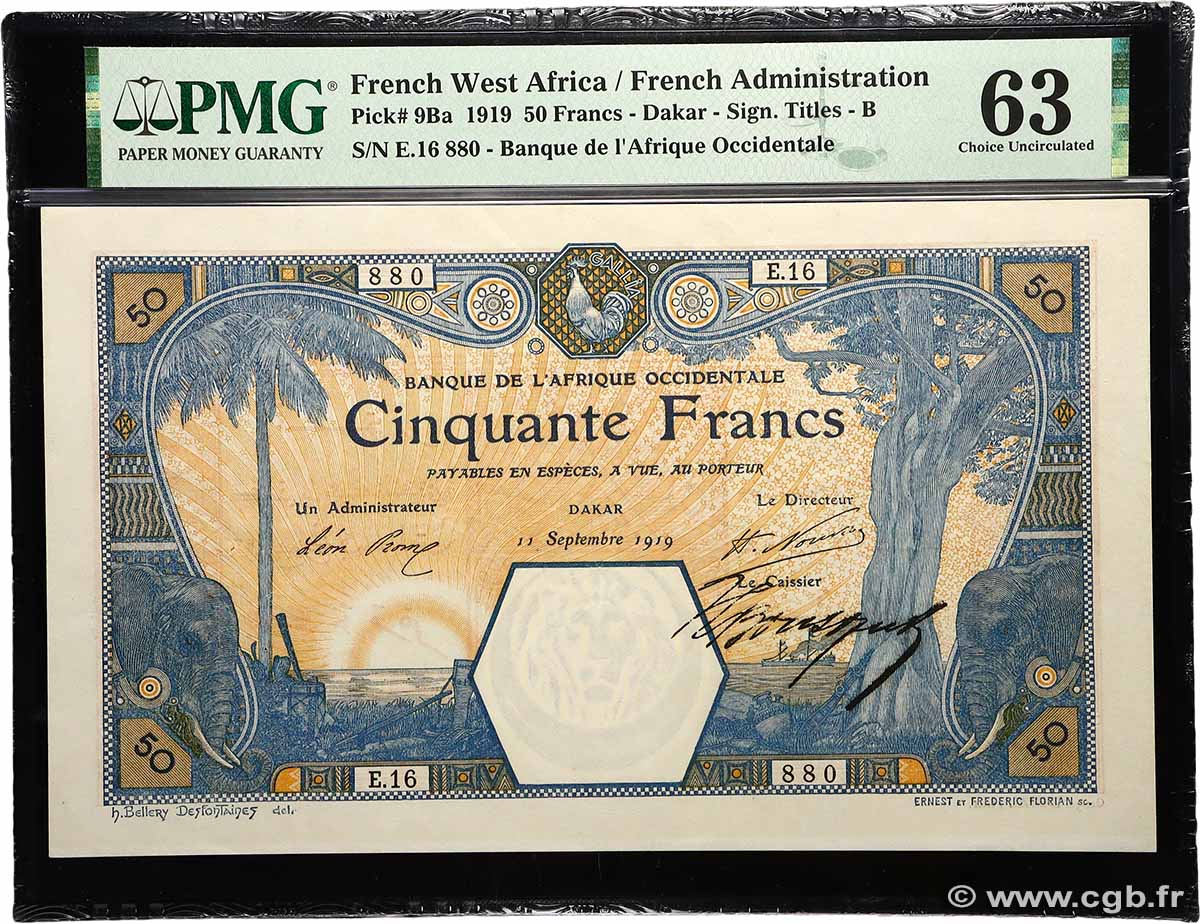 PMG®
PAPER MONEY GUARANTY
French West Africa / French Administration
Pick# 9Ba 1919 50 Francs - Dakar - Sign. Titles - B
S/N E.16 880 - Banque de l'Afrique Occidentale
63
Choice Uncirculated
50
880
GALLIA
E.16
50
BANQUE DE L'AFRIQUE OCCIDENTALE
Cinquante Francs
PAYABLES EN ESPÈCES, A VUE, AU PORTEUR
Un Administrateur
DAKAR
Le Directeur
11 Septembre 1919
Léon
Le Caissier
50
E.16
880
50
H. Bellery Desfontaines del.
ERNEST ET FREDERIC FLORIAN SC.
© www.cgb.fr